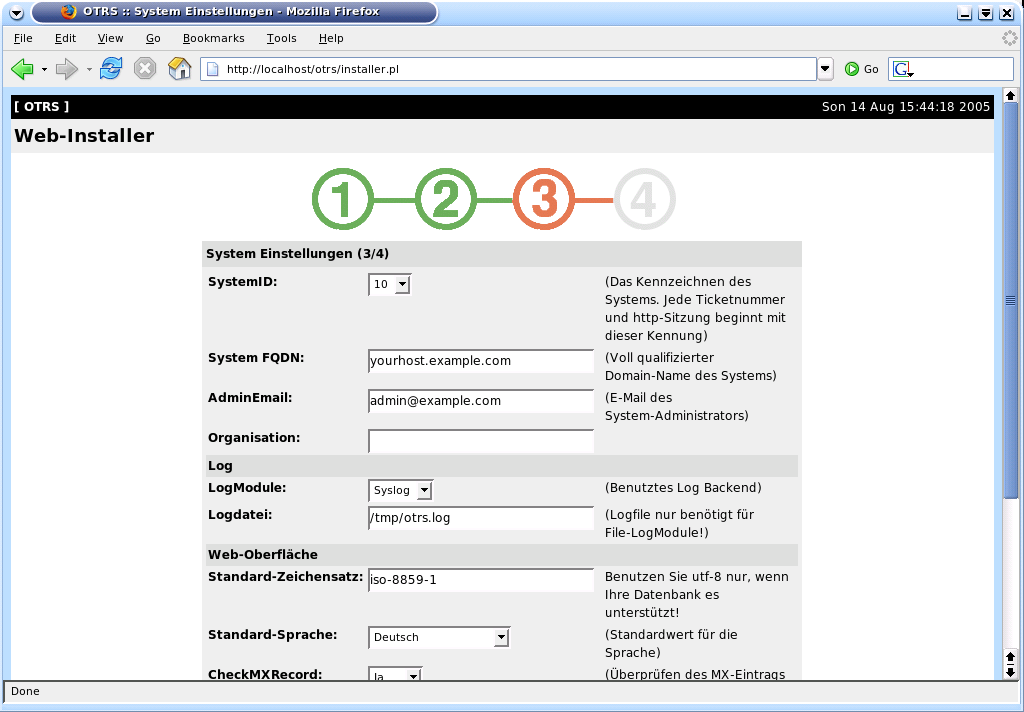 OTRS :: System Einstellungen - Mozilla Firefox
File Edit View Go Bookmarks Tools Help
http://localhost/otrs/installer.pl Go G
[ OTRS ] Son 14 Aug 15:44:18 2005
Web-Installer
1 2 3 4
System Einstellungen (3/4)
SystemID: 10 (Das Kennzeichnen des
Systems. Jede Ticketnummer
und http-Sitzung beginnt mit
dieser Kennung)
System FQDN: yourhost.example.com (Voll qualifizierter
Domain-Name des Systems)
AdminEmail: admin@example.com (E-Mail des
System-Administrators)
Organisation:
Log
LogModule: Syslog (Benutztes Log Backend)
Logdatei: /tmp/otrs.log (Logfile nur benötigt für
File-LogModule!)
Web-Oberfläche
Standard-Zeichensatz: iso-8859-1 Benutzen Sie utf-8 nur, wenn
Ihre Datenbank es
unterstützt!
Standard-Sprache: Deutsch (Standardwert für die
Sprache)
CheckMXRecord: Ja (Überprüfen des MX-Eintrags
Done